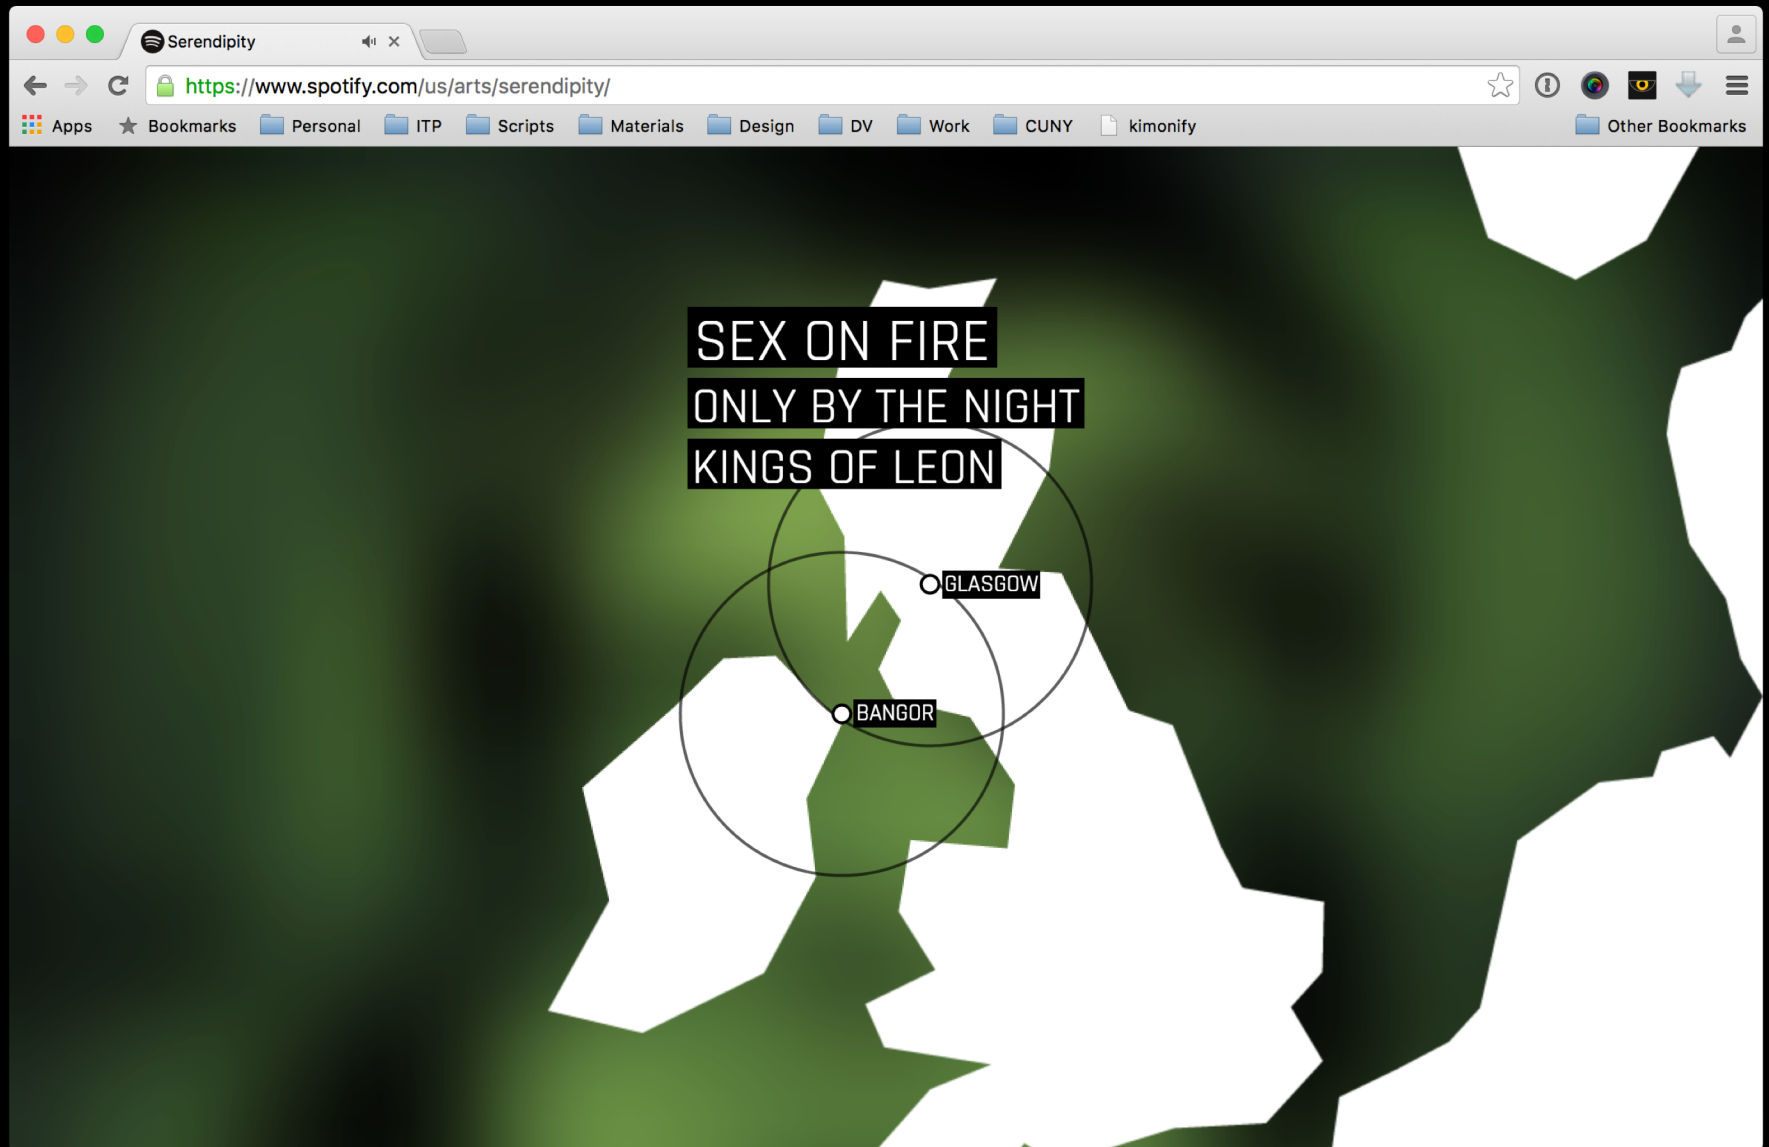 Serendipity
https://www.spotify.com/us/arts/serendipity/
Apps Bookmarks Personal ITP Scripts Materials Design DV Work CUNY kimonify Other Bookmarks
SEX ON FIRE
ONLY BY THE NIGHT
KINGS OF LEON
GLASGOW
BANGOR